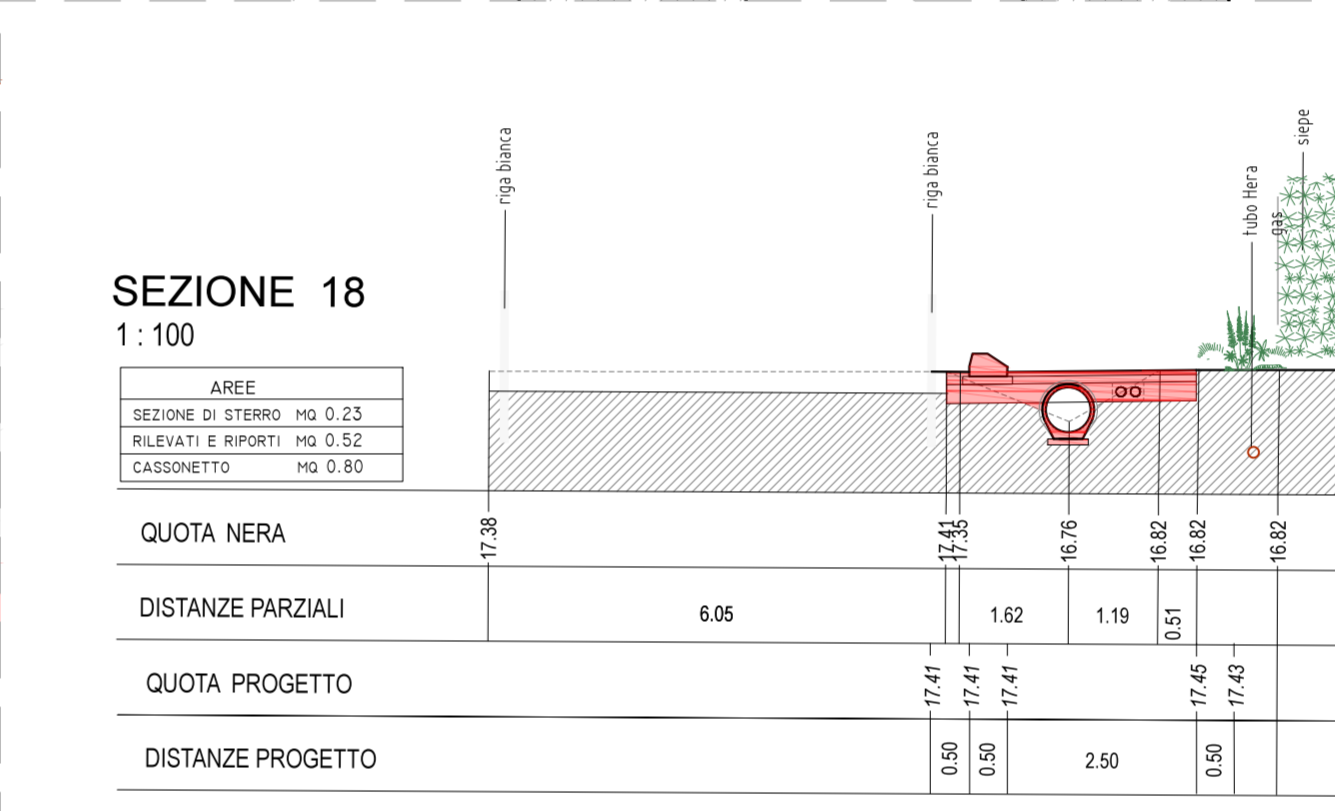 riga bianca
riga bianca
tubo Hera
gas
siepe
SEZIONE 18
1 : 100
AREE
SEZIONE DI STERRO MQ 0.23
RILEVATI E RIPORTI MQ 0.52
CASSONETTO MQ 0.80
QUOTA NERA 17.38 17.41 17.35 16.76 16.82 16.82 16.82
DISTANZE PARZIALI 6.05 1.62 1.19 0.51
QUOTA PROGETTO 17.41 17.41 17.41 17.45 17.43
DISTANZE PROGETTO 0.50 0.50 2.50 0.50